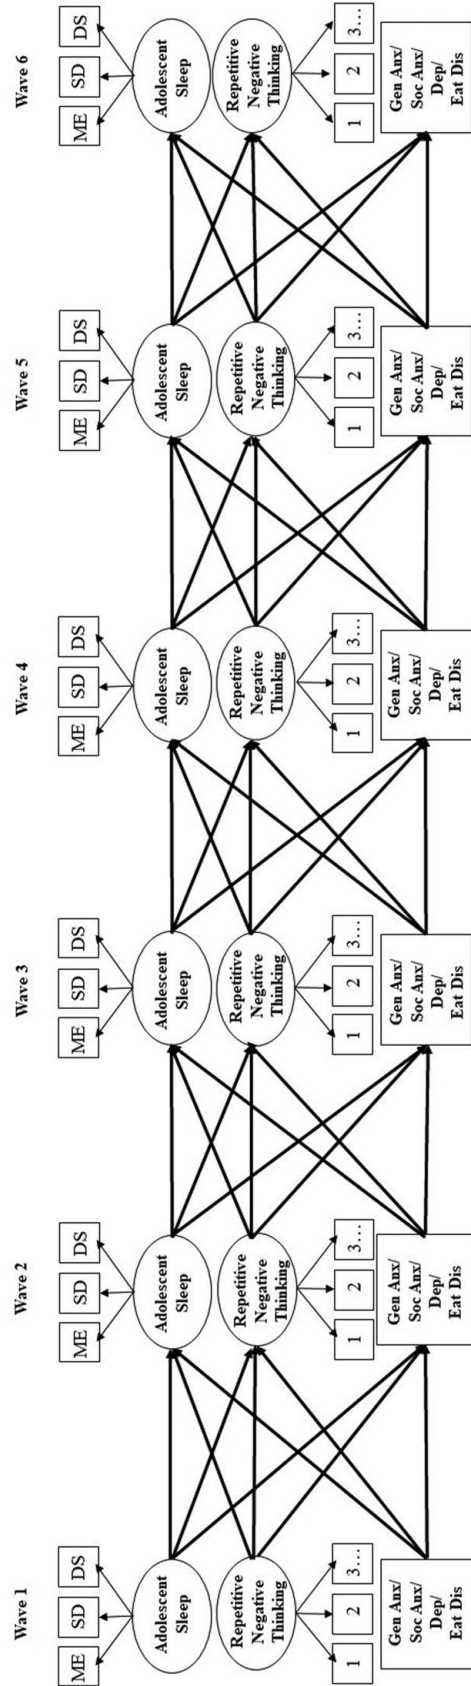 Wave 1
ME
SD
DS
Adolescent
Sleep
Repetitive
Negative
Thinking
1
2
3…
Gen Anx/
Soc Anx/
Dep/
Eat Dis
Wave 2
ME
SD
DS
Adolescent
Sleep
Repetitive
Negative
Thinking
1
2
3…
Gen Anx/
Soc Anx/
Dep/
Eat Dis
Wave 3
ME
SD
DS
Adolescent
Sleep
Repetitive
Negative
Thinking
1
2
3…
Gen Anx/
Soc Anx/
Dep/
Eat Dis
Wave 4
ME
SD
DS
Adolescent
Sleep
Repetitive
Negative
Thinking
1
2
3…
Gen Anx/
Soc Anx/
Dep/
Eat Dis
Wave 5
ME
SD
DS
Adolescent
Sleep
Repetitive
Negative
Thinking
1
2
3…
Gen Anx/
Soc Anx/
Dep/
Eat Dis
Wave 6
ME
SD
DS
Adolescent
Sleep
Repetitive
Negative
Thinking
1
2
3…
Gen Anx/
Soc Anx/
Dep/
Eat Dis